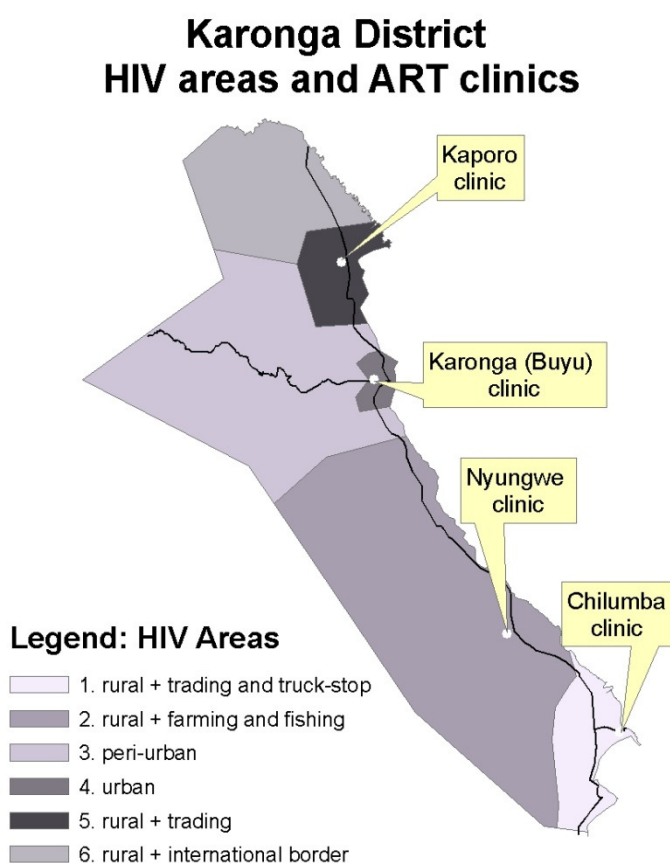 Karonga District
HIV areas and ART clinics
Kaporo
clinic
Karonga (Buyu)
clinic
Nyungwe
clinic
Chilumba
clinic
Legend: HIV Areas
1. rural + trading and truck-stop
2. rural + farming and fishing
3. peri-urban
4. urban
5. rural + trading
6. rural + international border